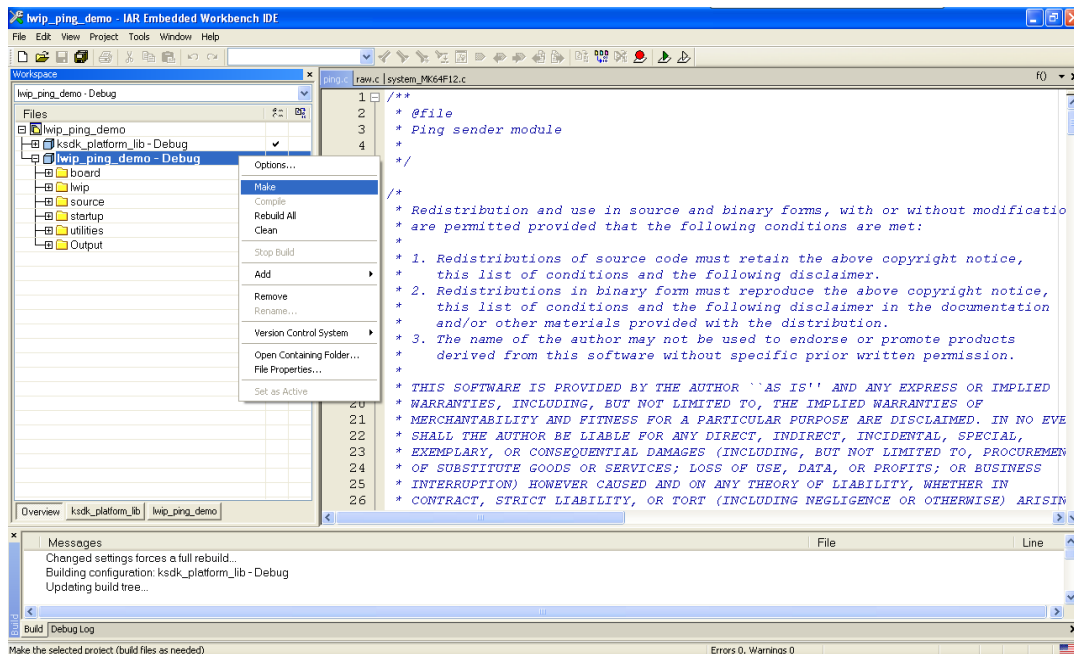 lwip_ping_demo - IAR Embedded Workbench IDE
File Edit View Project Tools Window Help
Workspace
lwip_ping_demo - Debug
Files
lwip_ping_demo
ksdk_platform_lib - Debug
lwip_ping_demo - Debug
board
lwip
source
startup
utilities
Output
Overview ksdk_platform_lib lwip_ping_demo
Options...
Make
Compile
Rebuild All
Clean
Stop Build
Add
Remove
Rename...
Version Control System
Open Containing Folder...
File Properties...
Set as Active
ping.c raw.c system_MK64F12.c f()
1 /**
2 * @file
3 * Ping sender module
4 *
*/
/*
* Redistribution and use in source and binary forms, with or without modificatio
* are permitted provided that the following conditions are met:
*
* 1. Redistributions of source code must retain the above copyright notice,
* this list of conditions and the following disclaimer.
* 2. Redistributions in binary form must reproduce the above copyright notice,
* this list of conditions and the following disclaimer in the documentation
* and/or other materials provided with the distribution.
* 3. The name of the author may not be used to endorse or promote products
* derived from this software without specific prior written permission.
*
* THIS SOFTWARE IS PROVIDED BY THE AUTHOR ``AS IS'' AND ANY EXPRESS OR IMPLIED
20 * WARRANTIES, INCLUDING, BUT NOT LIMITED TO, THE IMPLIED WARRANTIES OF
21 * MERCHANTABILITY AND FITNESS FOR A PARTICULAR PURPOSE ARE DISCLAIMED. IN NO EVE
22 * SHALL THE AUTHOR BE LIABLE FOR ANY DIRECT, INDIRECT, INCIDENTAL, SPECIAL,
23 * EXEMPLARY, OR CONSEQUENTIAL DAMAGES (INCLUDING, BUT NOT LIMITED TO, PROCUREMEN
24 * OF SUBSTITUTE GOODS OR SERVICES; LOSS OF USE, DATA, OR PROFITS; OR BUSINESS
25 * INTERRUPTION) HOWEVER CAUSED AND ON ANY THEORY OF LIABILITY, WHETHER IN
26 * CONTRACT, STRICT LIABILITY, OR TORT (INCLUDING NEGLIGENCE OR OTHERWISE) ARISIN
Messages File Line
Changed settings forces a full rebuild...
Building configuration: ksdk_platform_lib - Debug
Updating build tree...
Build
Build Debug Log
Make the selected project (build files as needed) Errors 0, Warnings 0